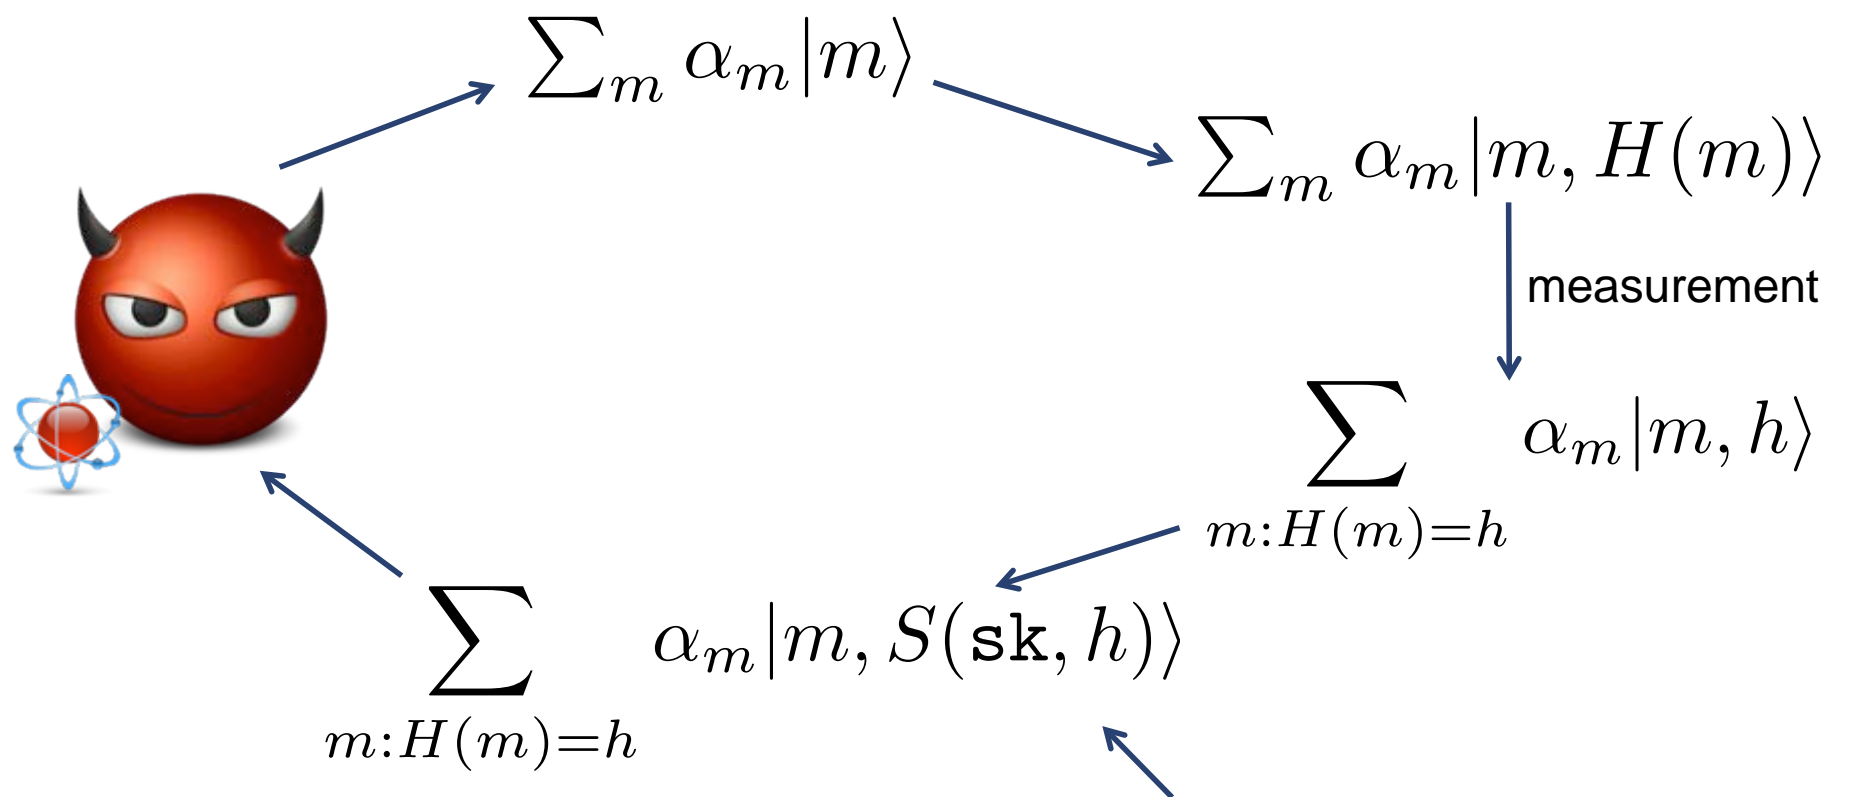 ∑_m α_m|m⟩
∑_m α_m|m, H(m)⟩
measurement
∑_{m:H(m)=h} α_m|m, h⟩
∑_{m:H(m)=h} α_m|m, S(sk, h)⟩